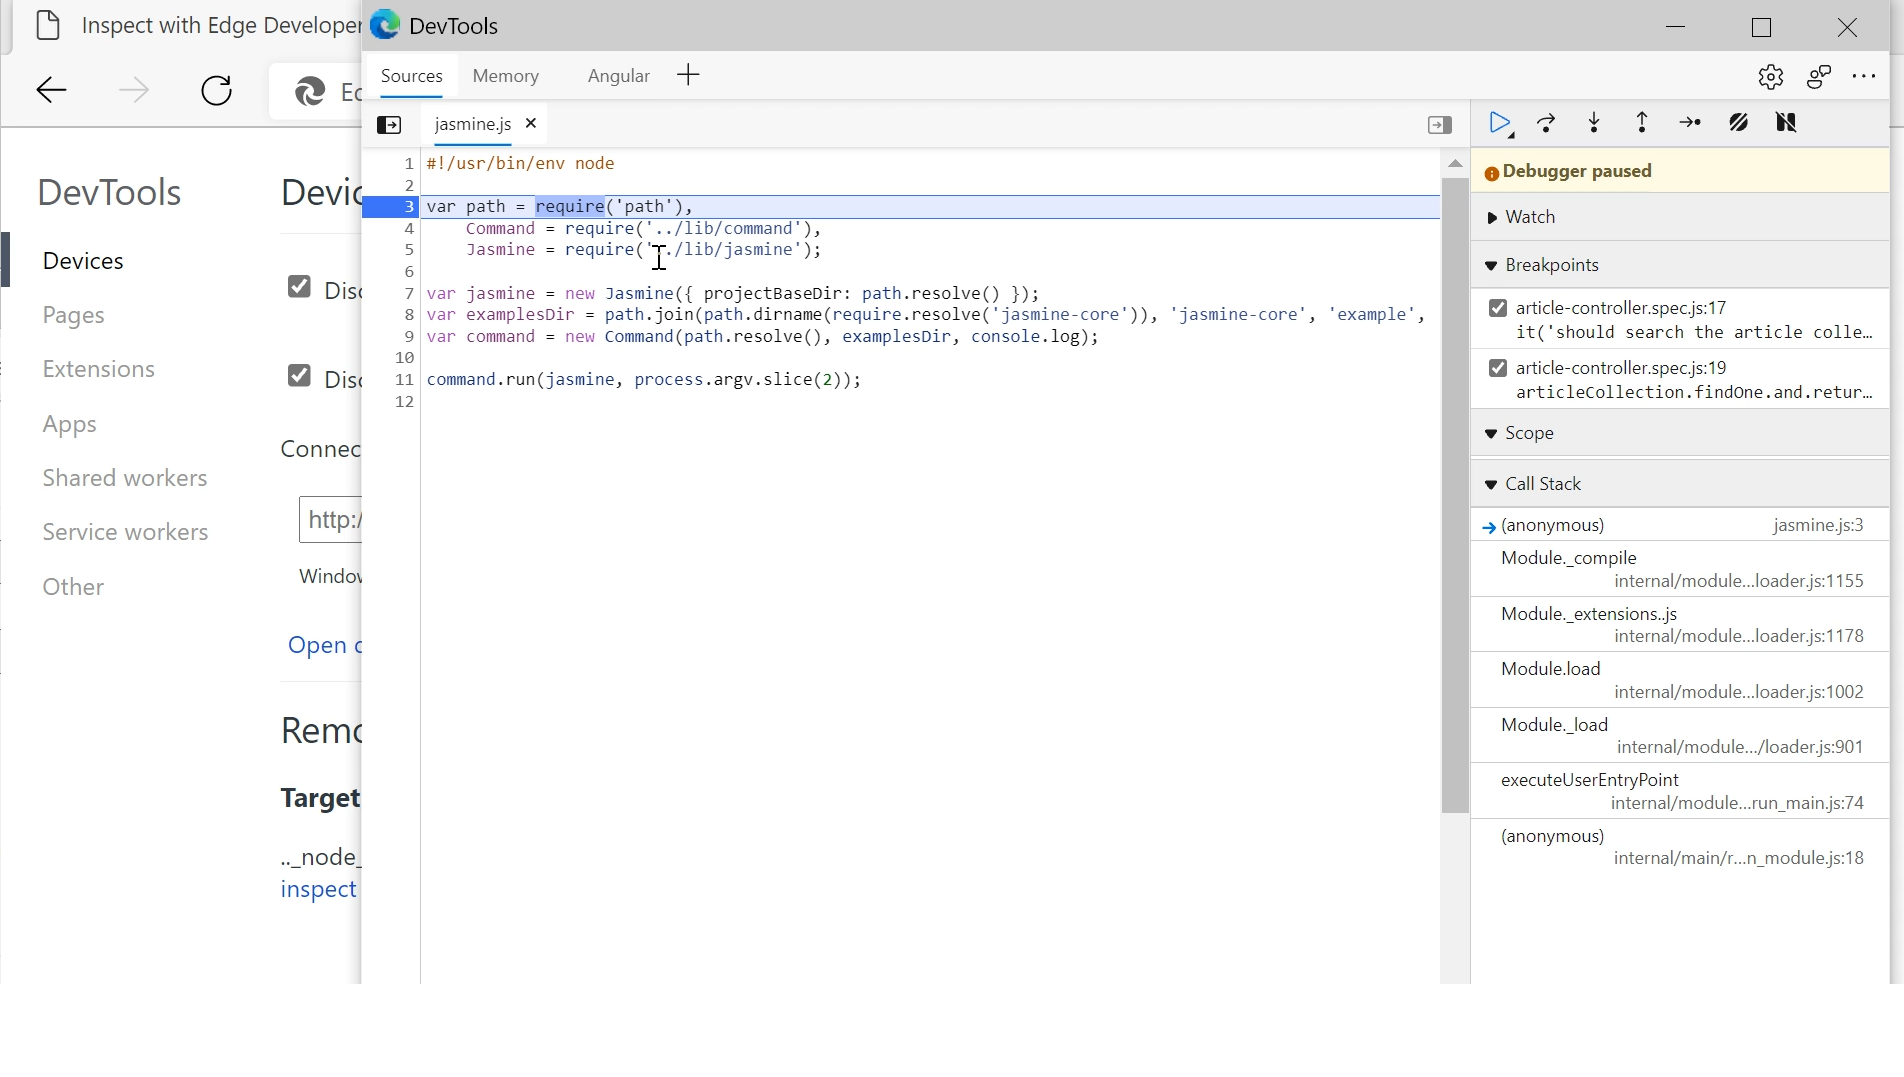 Inspect with Edge Developer
DevTools
Sources Memory Angular
jasmine.js
DevTools
Devices
Pages
Extensions
Apps
Shared workers
Service workers
Other
http:/
Open
Target
.._node_
inspect
1 #!/usr/bin/env node
2
3 var path = require('path'),
4 Command = require('../lib/command'),
5 Jasmine = require('../lib/jasmine');
6
7 var jasmine = new Jasmine({ projectBaseDir: path.resolve() });
8 var examplesDir = path.join(path.dirname(require.resolve('jasmine-core')), 'jasmine-core', 'example',
9 var command = new Command(path.resolve(), examplesDir, console.log);
10
11 command.run(jasmine, process.argv.slice(2));
12
Debugger paused
Watch
Breakpoints
article-controller.spec.js:17
it('should search the article colle…
article-controller.spec.js:19
articleCollection.findOne.and.retur…
Scope
Call Stack
(anonymous) jasmine.js:3
Module._compile
internal/module…loader.js:1155
Module._extensions..js
internal/module…loader.js:1178
Module.load
internal/module…loader.js:1002
Module._load
internal/module…/loader.js:901
executeUserEntryPoint
internal/module…run_main.js:74
(anonymous)
internal/main/r…n_module.js:18